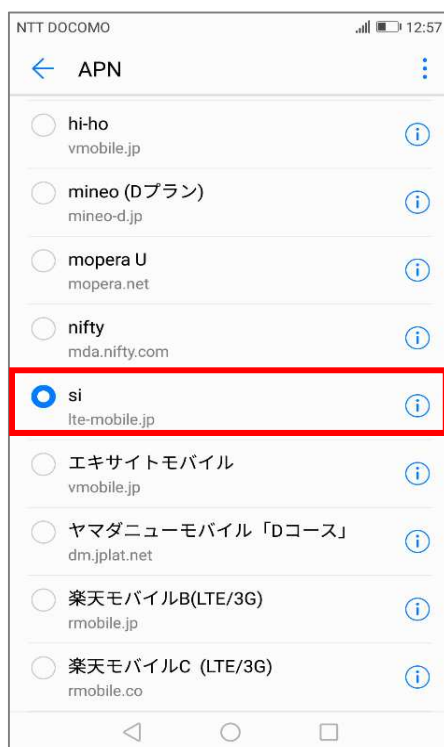 NTT DOCOMO 12:57
APN
hi-ho
vmobile.jp
mineo (Dプラン)
mineo-d.jp
mopera U
mopera.net
nifty
mda.nifty.com
si
lte-mobile.jp
エキサイトモバイル
vmobile.jp
ヤマダニューモバイル「Dコース」
dm.jplat.net
楽天モバイルB(LTE/3G)
rmobile.jp
楽天モバイルC (LTE/3G)
rmobile.co